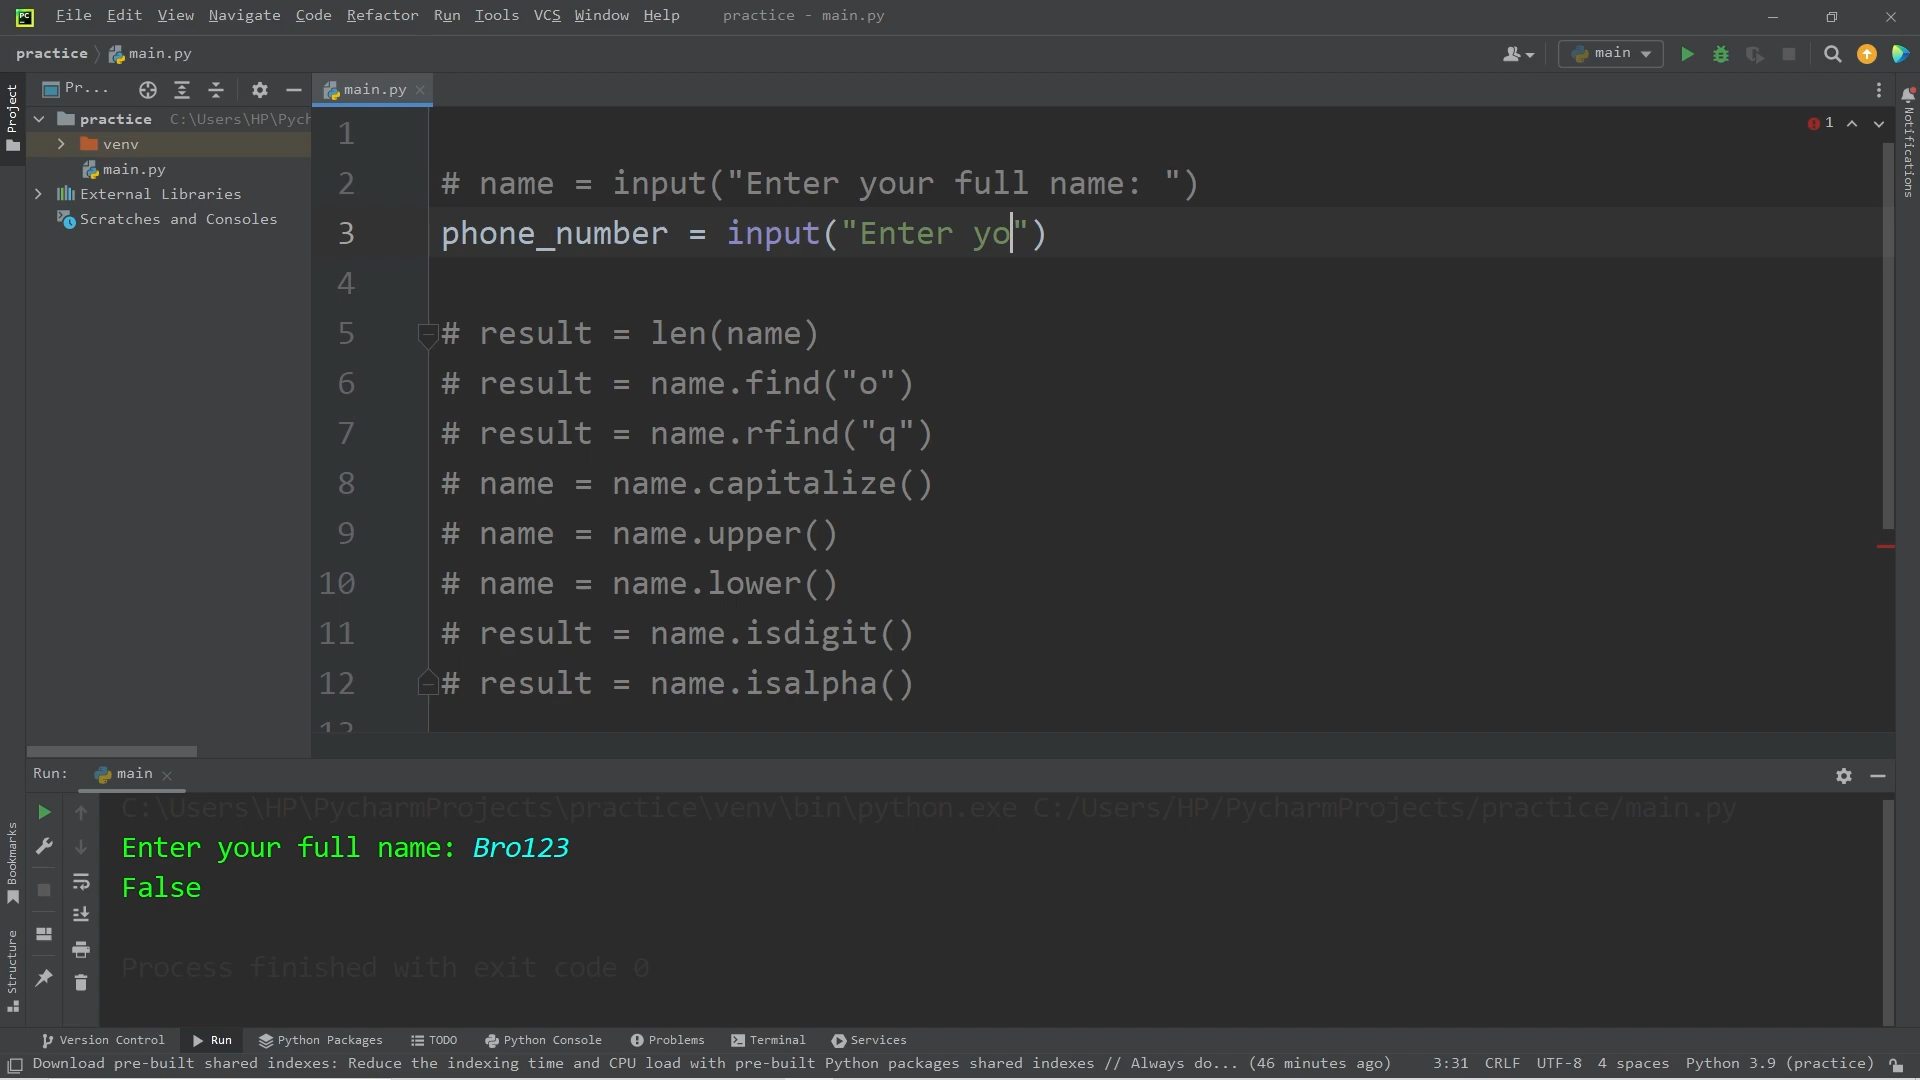 File Edit View Navigate Code Refactor Run Tools VCS Window Help practice - main.py
practice main.py main
Pr... main.py
Project
practice C:\Users\HP\Pych
venv
main.py
External Libraries
Scratches and Consoles
1
2 # name = input("Enter your full name: ")
3 phone_number = input("Enter yo")
4
5 # result = len(name)
6 # result = name.find("o")
7 # result = name.rfind("q")
8 # name = name.capitalize()
9 # name = name.upper()
10 # name = name.lower()
11 # result = name.isdigit()
12 # result = name.isalpha()
13
1
Notifications
Run: main
C:\Users\HP\PycharmProjects\practice\venv\bin\python.exe C:/Users/HP/PycharmProjects/practice/main.py
Enter your full name: Bro123
False
Process finished with exit code 0
Bookmarks
Structure
Version Control Run Python Packages TODO Python Console Problems Terminal Services
Download pre-built shared indexes: Reduce the indexing time and CPU load with pre-built Python packages shared indexes // Always do... (46 minutes ago) 3:31 CRLF UTF-8 4 spaces Python 3.9 (practice)